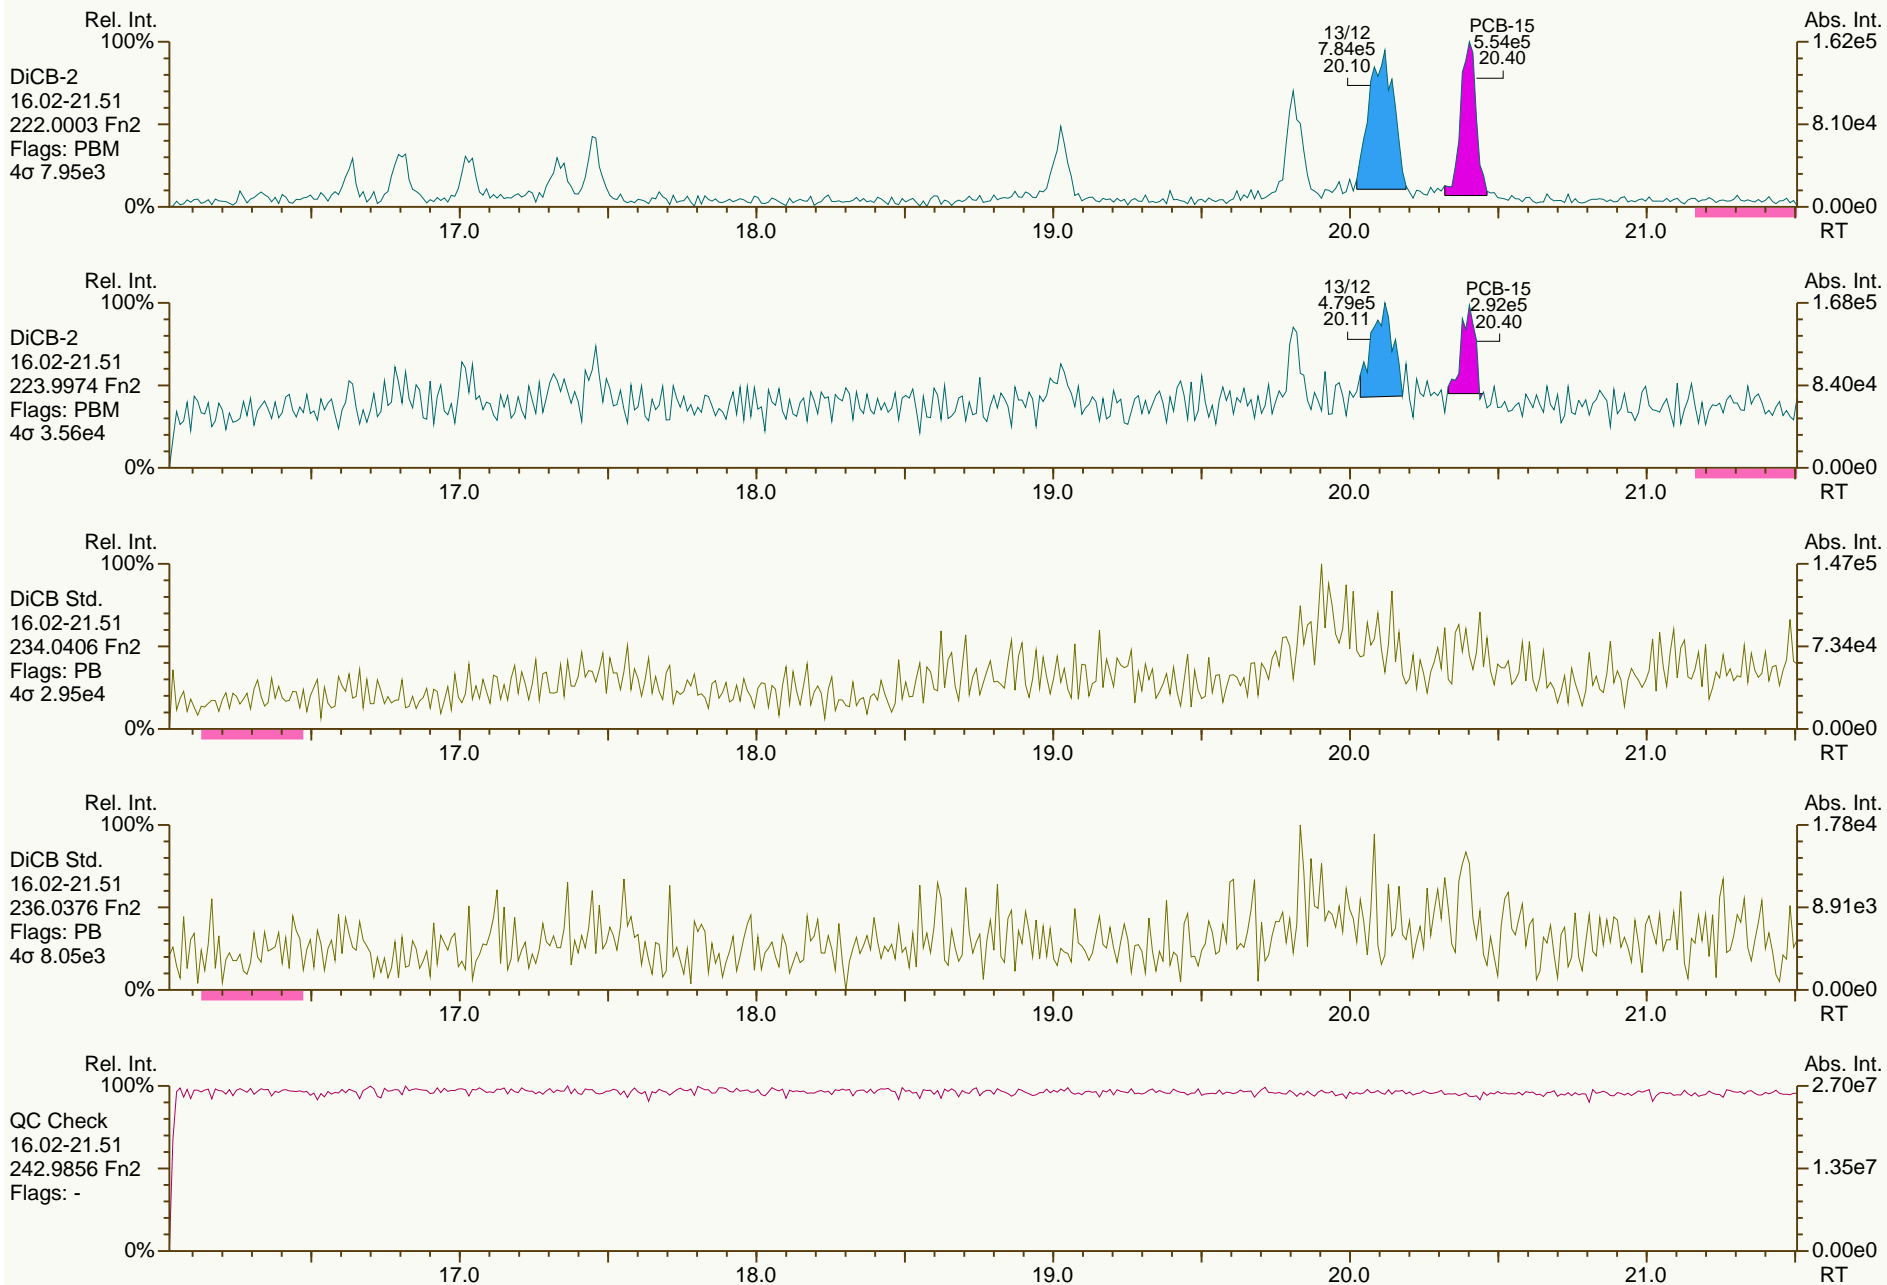 Rel. Int.
Abs. Int.
100%
1.62e5
DiCB-2
16.02-21.51
222.0003 Fn2
Flags: PBM
4σ 7.95e3
13/12
7.84e5
20.10
PCB-15
5.54e5
20.40
8.10e4
0%
0.00e0
17.0
18.0
19.0
20.0
21.0
RT
Rel. Int.
Abs. Int.
100%
1.68e5
DiCB-2
16.02-21.51
223.9974 Fn2
Flags: PBM
4σ 3.56e4
13/12
4.79e5
20.11
PCB-15
2.92e5
20.40
8.40e4
0%
0.00e0
17.0
18.0
19.0
20.0
21.0
RT
Rel. Int.
Abs. Int.
100%
1.47e5
DiCB Std.
16.02-21.51
234.0406 Fn2
Flags: PB
4σ 2.95e4
7.34e4
0%
0.00e0
17.0
18.0
19.0
20.0
21.0
RT
Rel. Int.
Abs. Int.
100%
1.78e4
DiCB Std.
16.02-21.51
236.0376 Fn2
Flags: PB
4σ 8.05e3
8.91e3
0%
0.00e0
17.0
18.0
19.0
20.0
21.0
RT
Rel. Int.
Abs. Int.
100%
2.70e7
QC Check
16.02-21.51
242.9856 Fn2
Flags: -
1.35e7
0%
0.00e0
17.0
18.0
19.0
20.0
21.0
RT